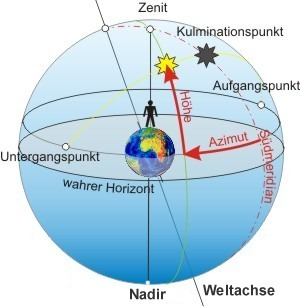 Zenit
Kulminationspunkt
Aufgangspunkt
Höhe
Azimut
Südmeridian
Untergangspunkt
wahrer Horizont
Nadir
Weltachse